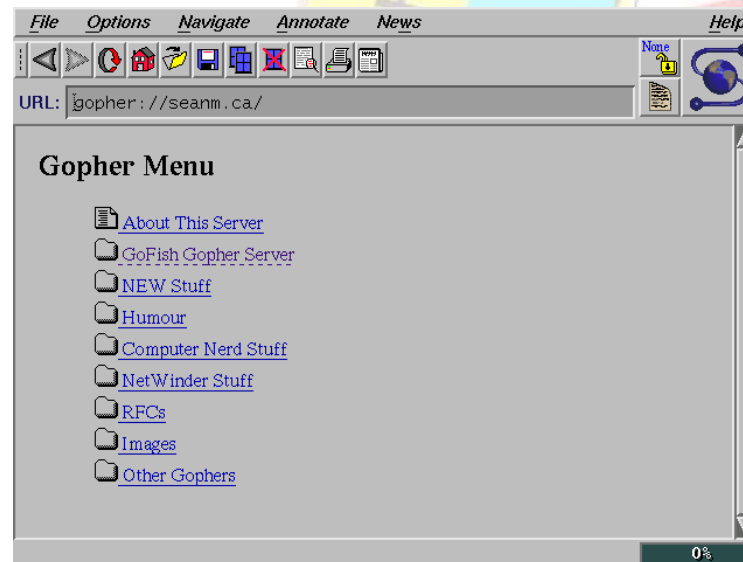 File Options Navigate Annotate News Help
None
URL: gopher://seanm.ca/
Gopher Menu
About This Server
GoFish Gopher Server
NEW Stuff
Humour
Computer Nerd Stuff
NetWinder Stuff
RFCs
Images
Other Gophers
0%